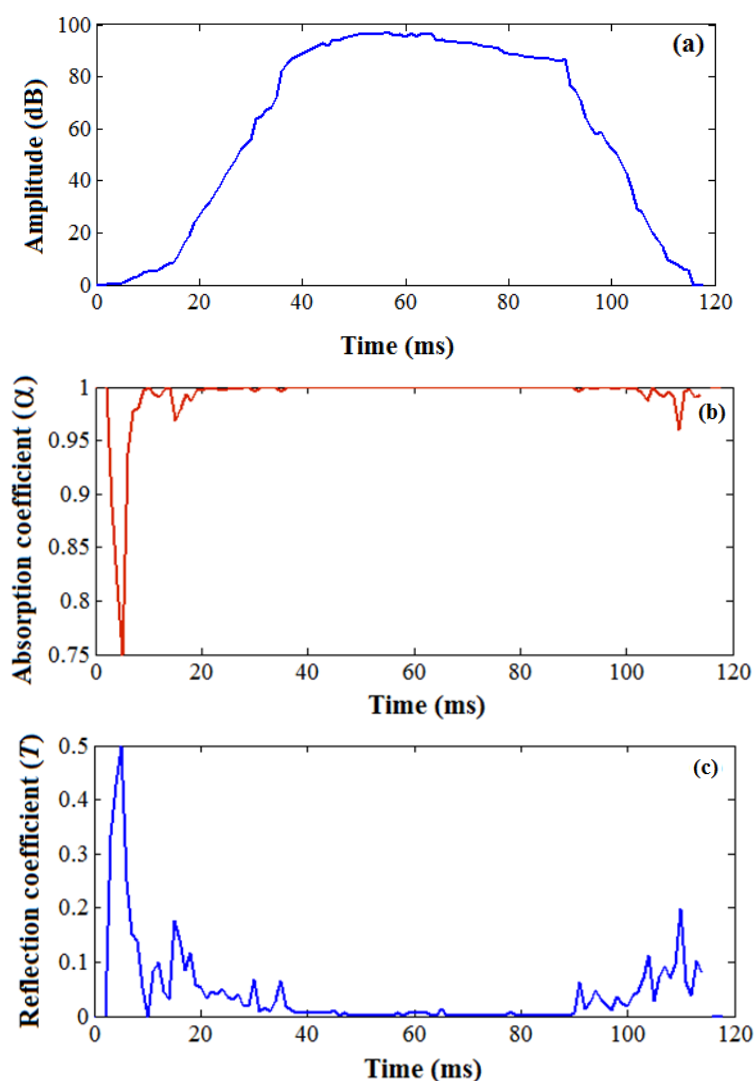 (a)
Amplitude (dB)
100
80
60
40
20
0
0 20 40 60 80 100 120
Time (ms)
(b)
Absorption coefficient (α)
1
0.95
0.9
0.85
0.8
0.75
0 20 40 60 80 100 120
Time (ms)
(c)
Reflection coefficient (T)
0.5
0.4
0.3
0.2
0.1
0
0 20 40 60 80 100 120
Time (ms)